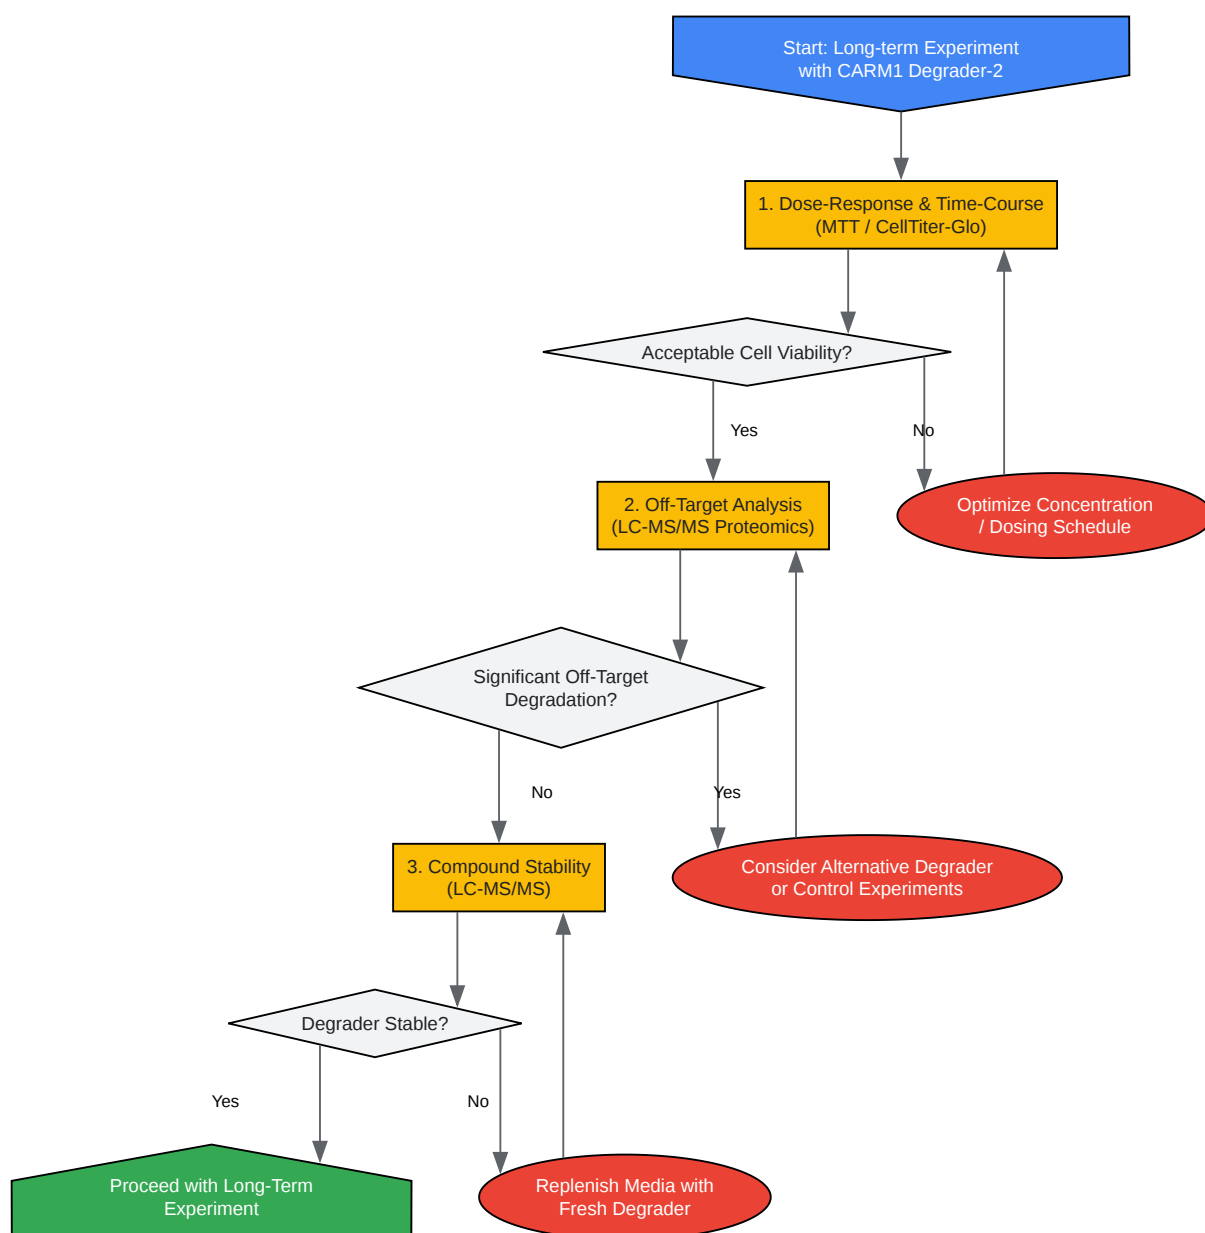 Start: Long-term Experiment
with CARM1 Degrader-2
1. Dose-Response & Time-Course
(MTT / CellTiter-Glo)
Acceptable Cell Viability?
Yes
No
2. Off-Target Analysis
(LC-MS/MS Proteomics)
Optimize Concentration
/ Dosing Schedule
Significant Off-Target
Degradation?
No
Yes
3. Compound Stability
(LC-MS/MS)
Consider Alternative Degrader
or Control Experiments
Degrader Stable?
Yes
No
Proceed with Long-Term
Experiment
Replenish Media with
Fresh Degrader